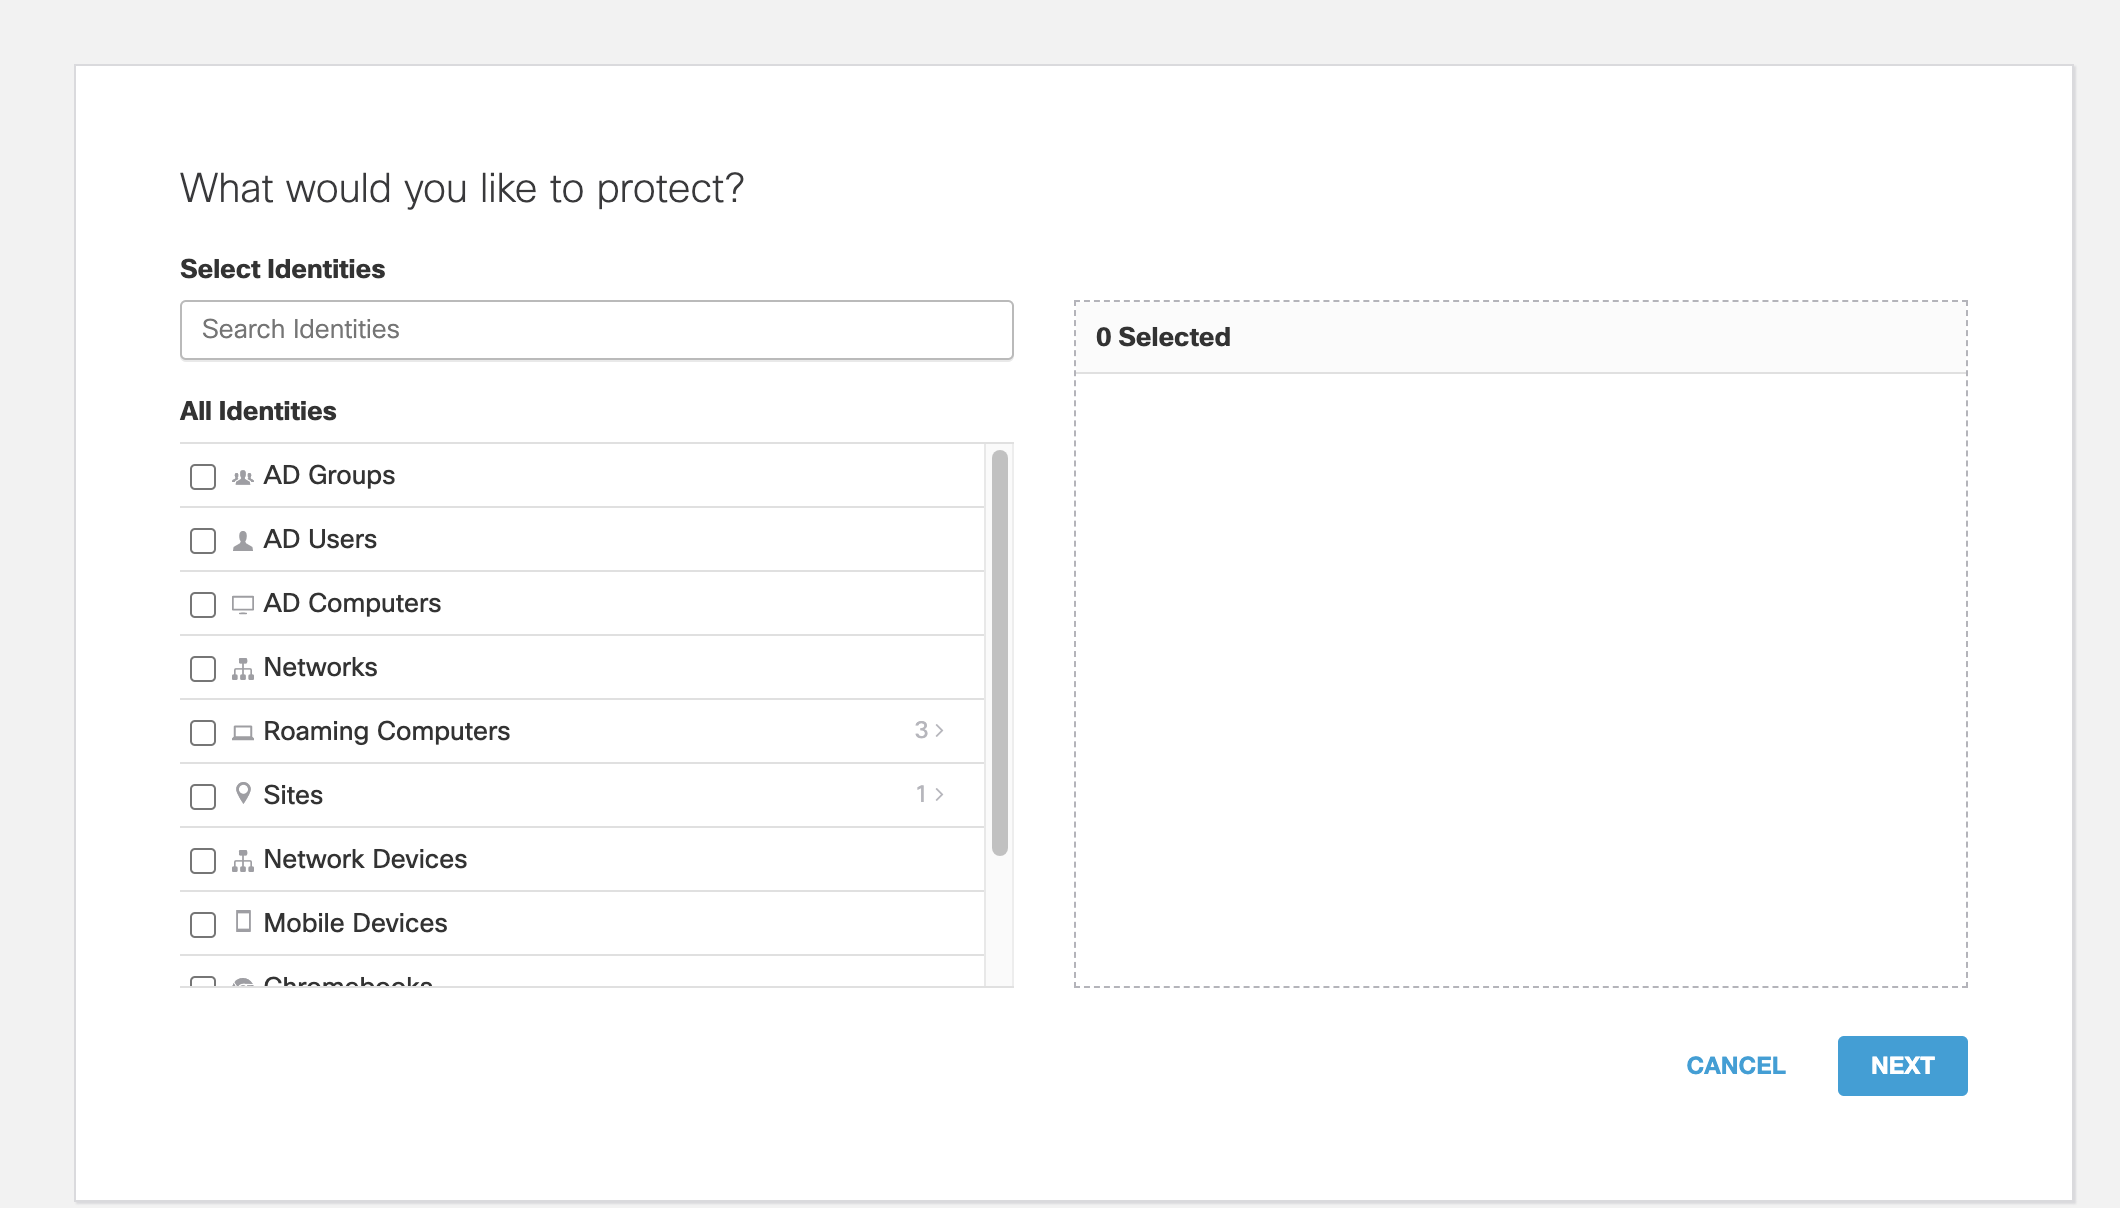 What would you like to protect?
Select Identities
Search Identities
0 Selected
All Identities
AD Groups
AD Users
AD Computers
Networks
Roaming Computers 3 >
Sites 1 >
Network Devices
Mobile Devices
Chromebooks
CANCEL NEXT